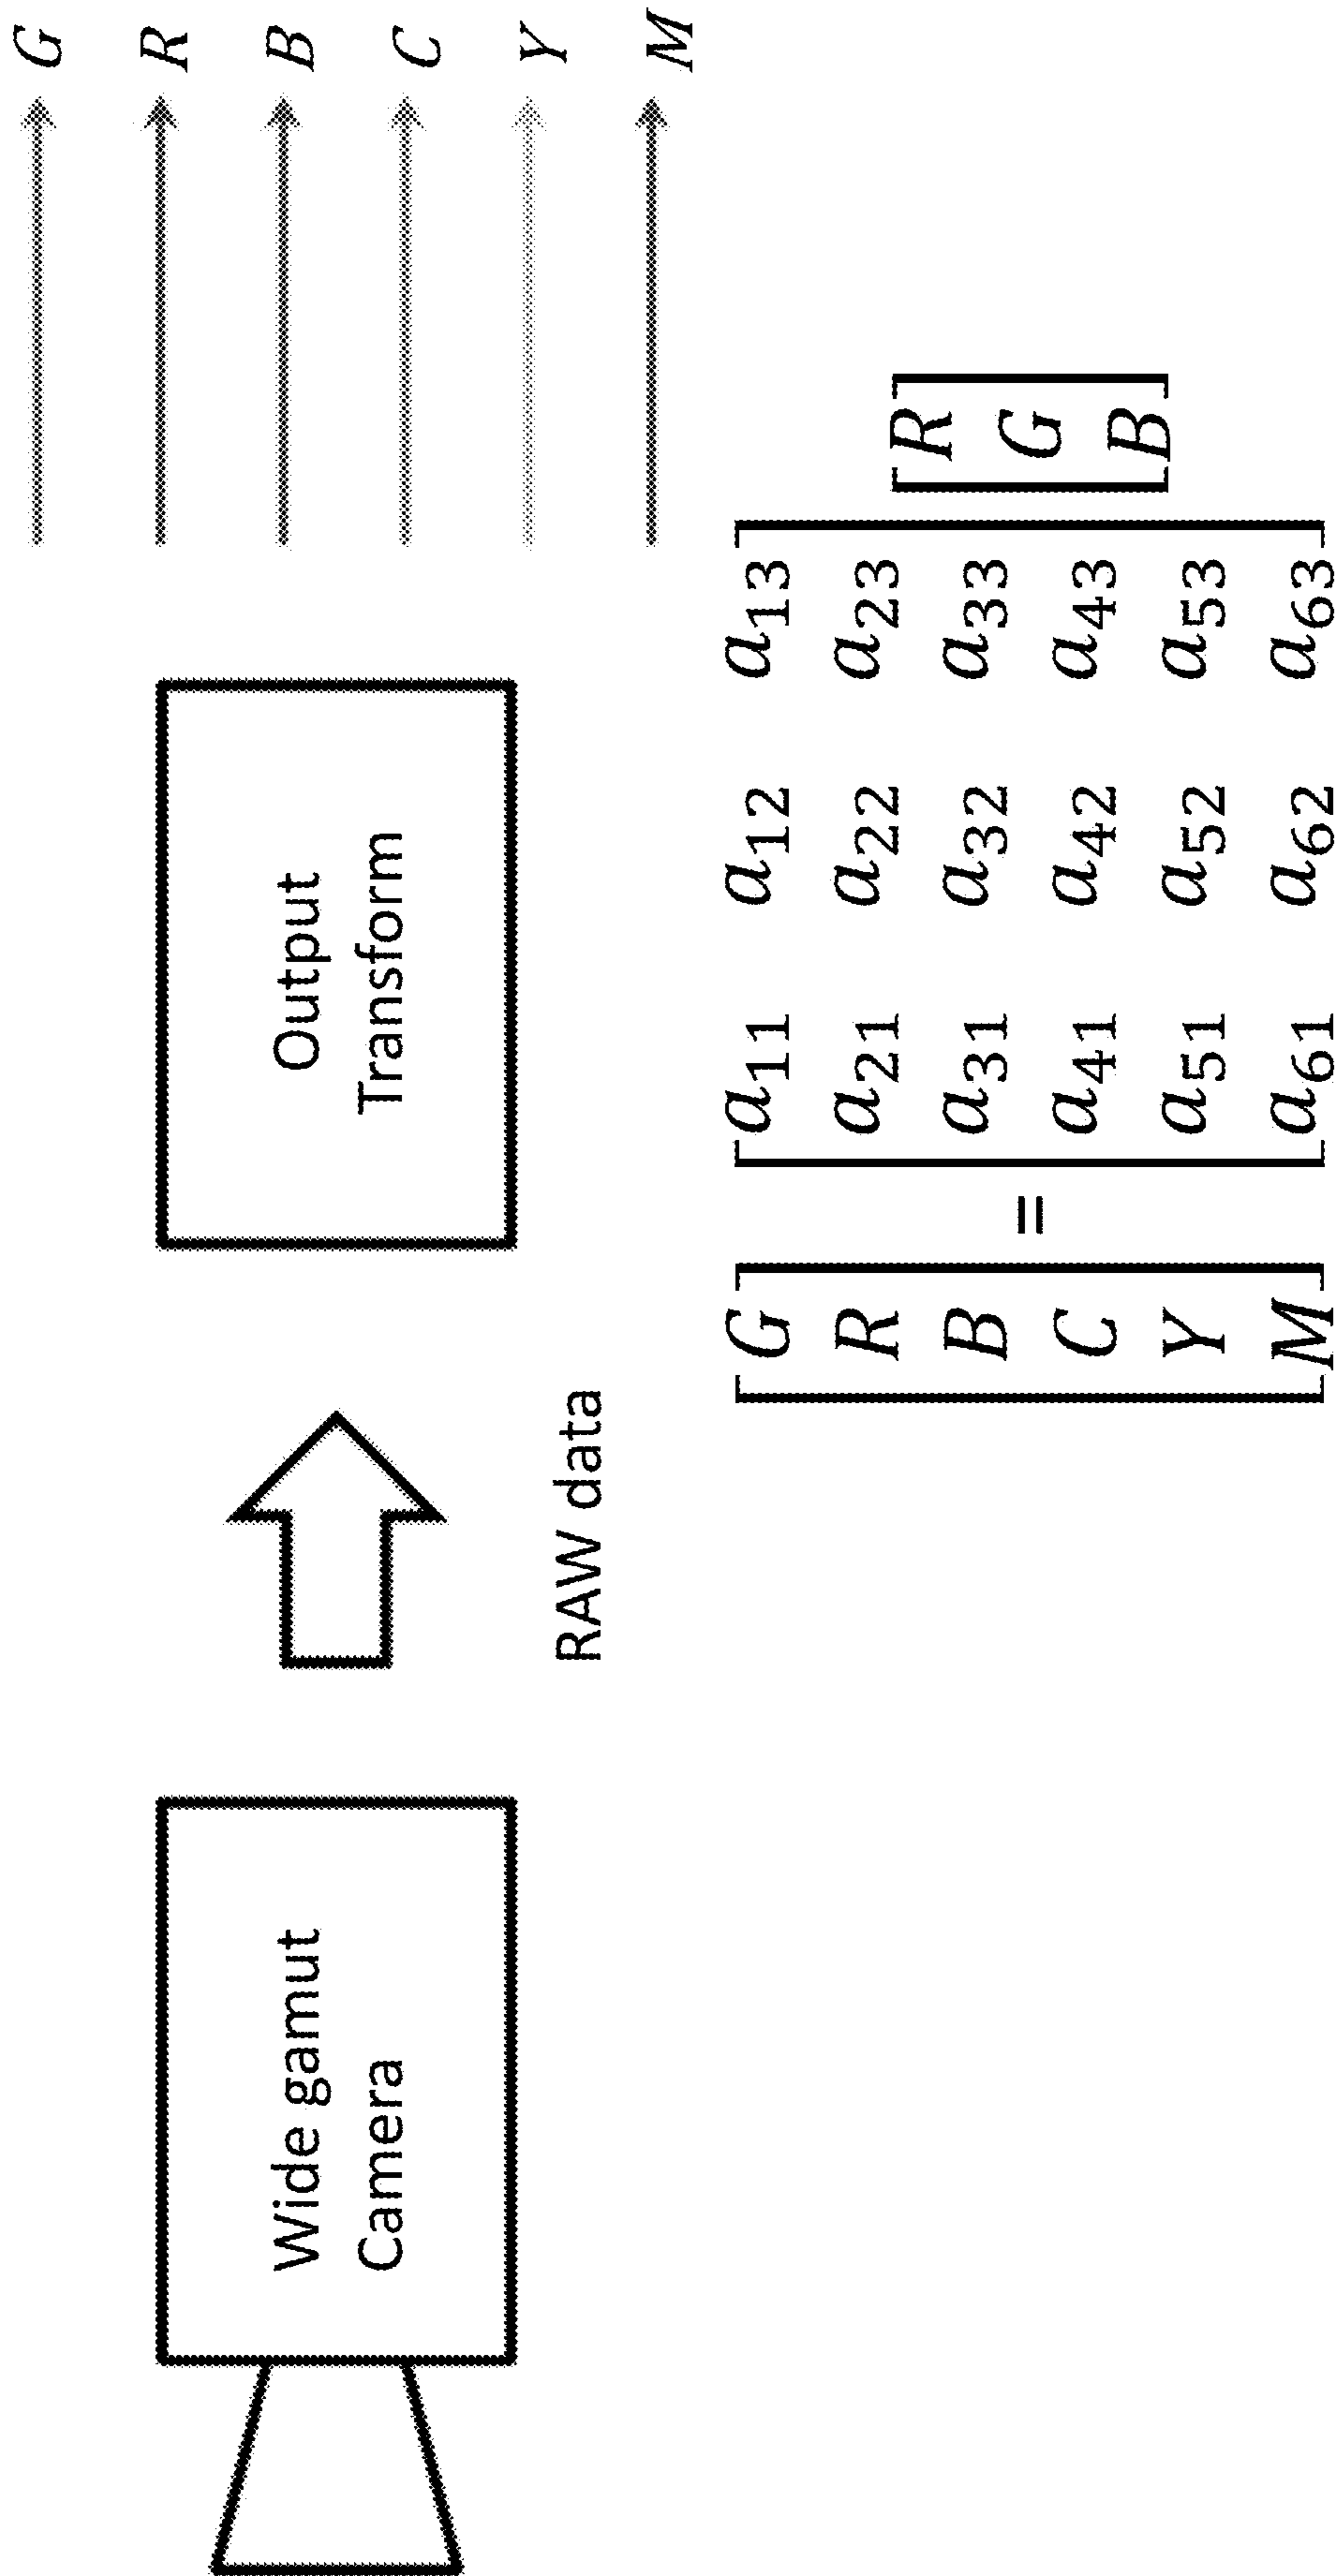 Wide gamut
Camera
RAW data
Output
Transform
G
R
B
C
Y
M
G a11 a12 a13
R a21 a22 a23 R
B a31 a32 a33 G
= 
C a41 a42 a43 B
Y a51 a52 a53
M a61 a62 a63